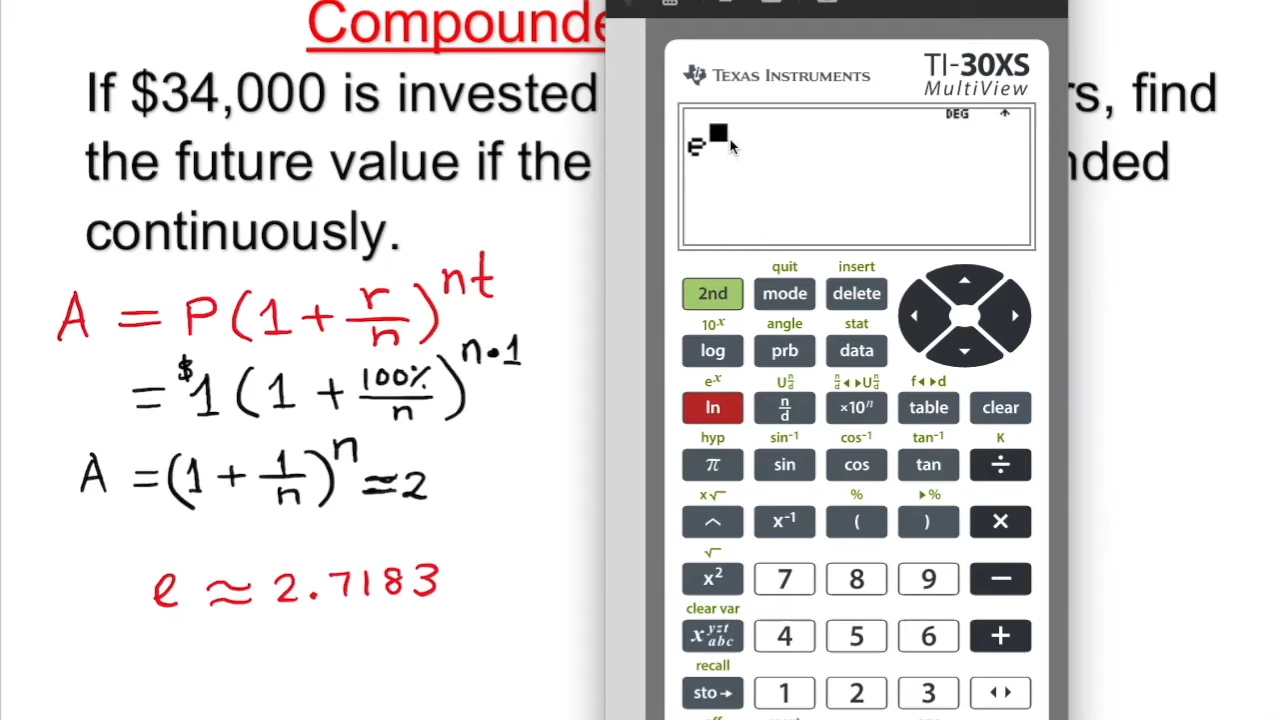 Compounde
If $34,000 is invested
rs, find
the future value if the
nded
continuously.
A = P(1 + r/n)^nt
= $1(1 + 100%/n)^n•1
A = (1 + 1/n)^n ≈2
e ≈ 2.7183
TEXAS INSTRUMENTS
TI-30XS
MultiView
DEG ↑
e
quit insert
2nd mode delete
10^x angle stat
log prb data
e^x U n/d n/d ◄►U n/d f◄►d
ln n/d ×10^n table clear
hyp sin⁻¹ cos⁻¹ tan⁻¹ K
π sin cos tan ÷
x√ % ►%
^ x⁻¹ ( ) ×
√
x² 7 8 9 −
clear var
x yzt abc 4 5 6 +
recall
sto→ 1 2 3 ◄►